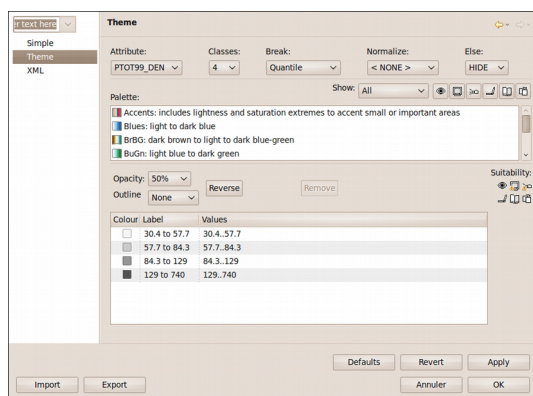 er text here
Simple
Theme
XML
Theme
Attribute: Classes: Break: Normalize: Else:
PTOT99_DEN 4 Quantile < NONE > HIDE
Show: All
Palette:
Accents: includes lightness and saturation extremes to accent small or important areas
Blues: light to dark blue
BrBG: dark brown to light to dark blue-green
BuGn: light blue to dark green
Suitability:
Opacity: 50%
Outline None Reverse Remove
Colour Label Values
30.4 to 57.7 30.4..57.7
57.7 to 84.3 57.7..84.3
84.3 to 129 84.3..129
129 to 740 129..740
Defaults Revert Apply
Import Export Annuler OK